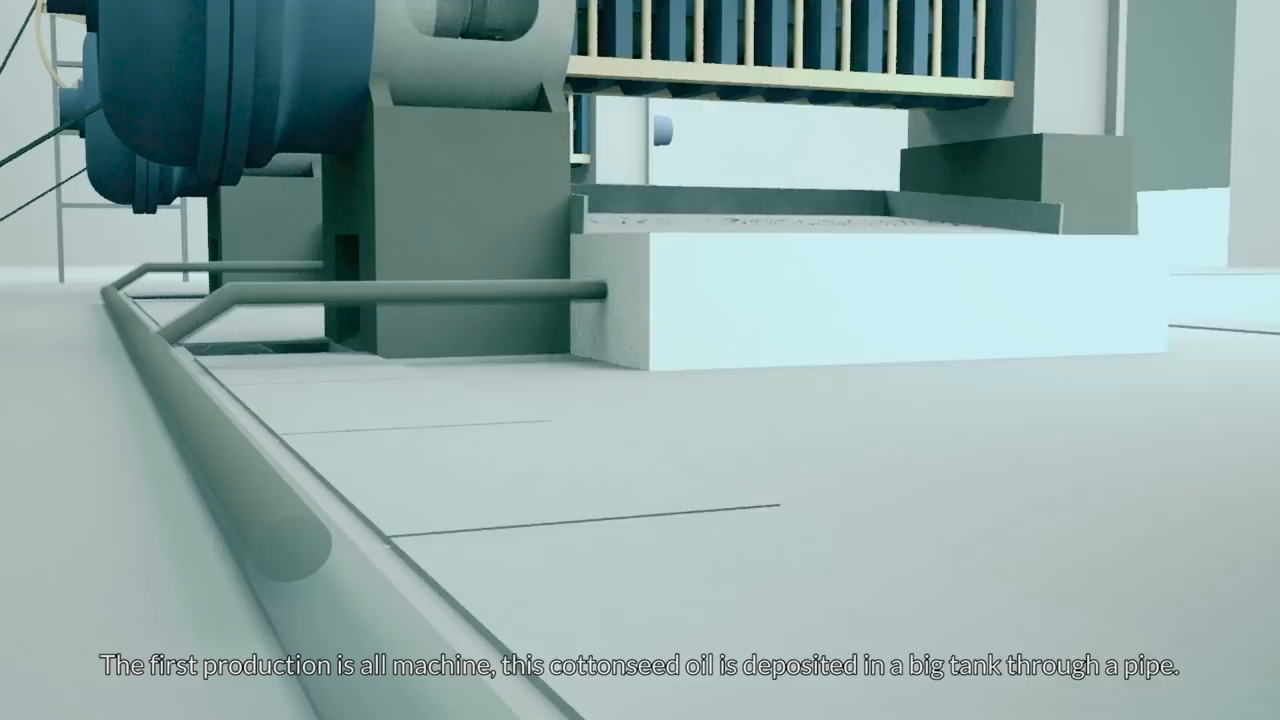 The first production is all machine, this cottonseed oil is deposited in a big tank through a pipe.